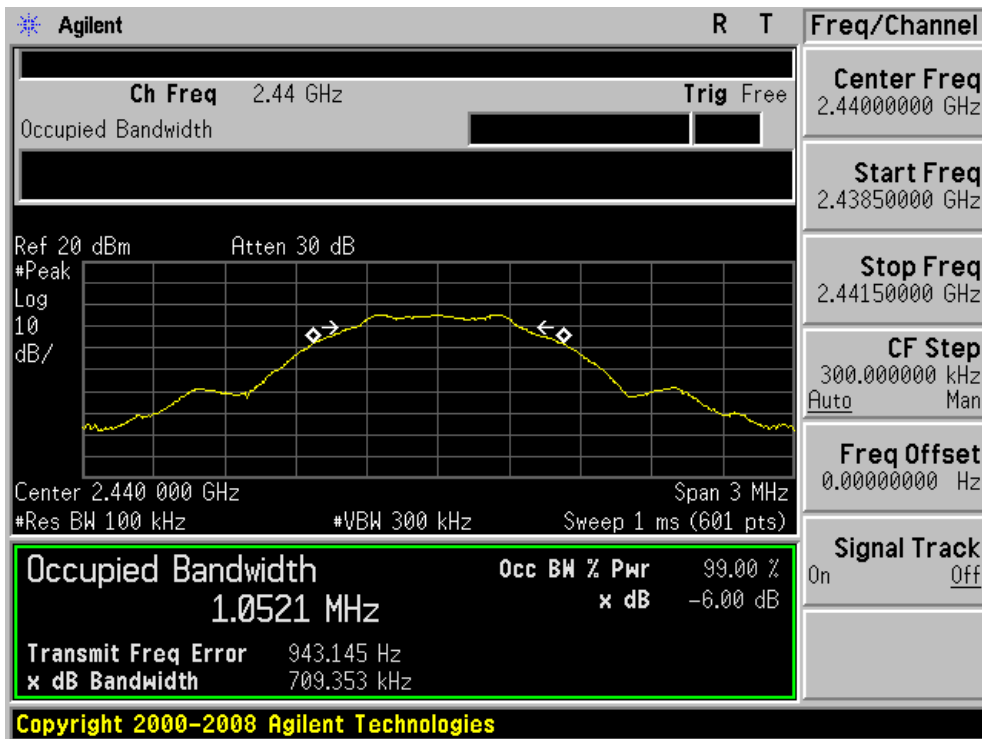 Agilent R T
Freq/Channel
Ch Freq 2.44 GHz Trig Free
Occupied Bandwidth
Center Freq
2.44000000 GHz
Start Freq
2.43850000 GHz
Stop Freq
2.44150000 GHz
CF Step
300.000000 kHz
Auto Man
Freq Offset
0.00000000 Hz
Signal Track
On Off
Ref 20 dBm Atten 30 dB
#Peak
Log
10
dB/
Center 2.440 000 GHz Span 3 MHz
#Res BW 100 kHz #VBW 300 kHz Sweep 1 ms (601 pts)
Occupied Bandwidth
1.0521 MHz
Occ BW % Pwr 99.00 %
x dB -6.00 dB
Transmit Freq Error 943.145 Hz
x dB Bandwidth 709.353 kHz
Copyright 2000-2008 Agilent Technologies